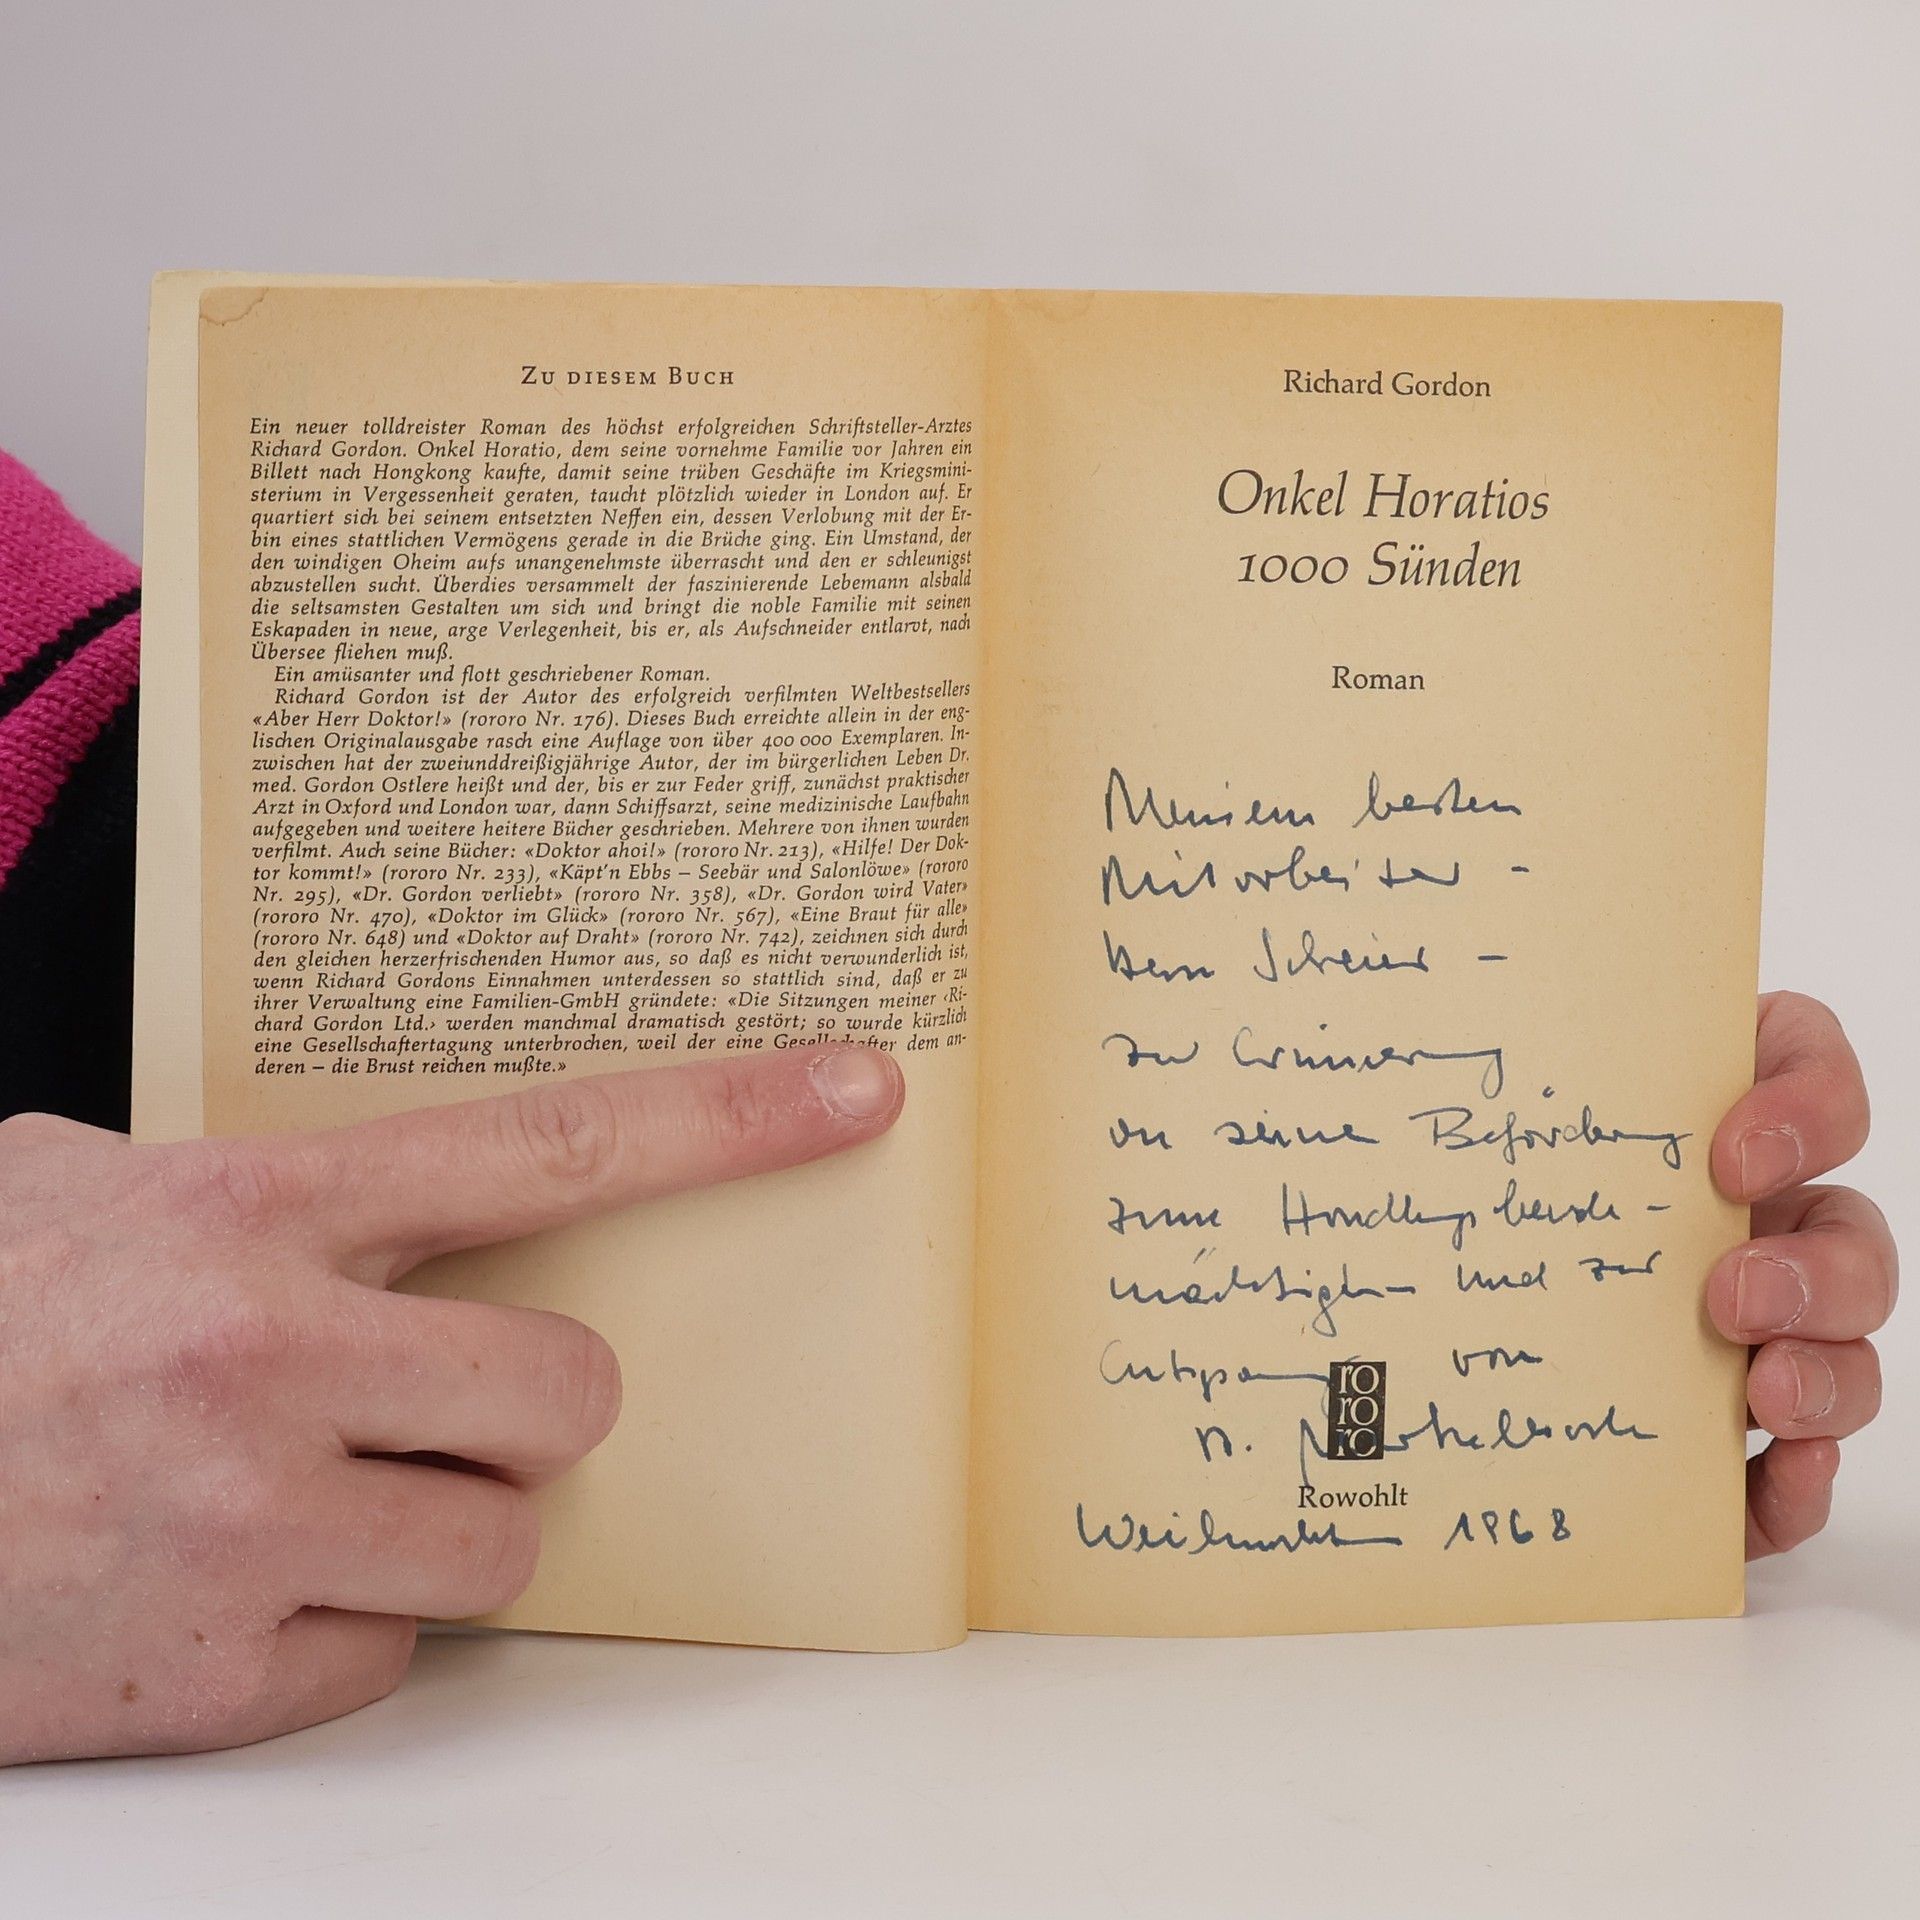 ZU DIESEM BUCH
Ein neuer tolldreister Roman des höchst erfolgreichen Schriftsteller-Arztes
Richard Gordon. Onkel Horatio, dem seine vornehme Familie vor Jahren ein
Billett nach Hongkong kaufte, damit seine trüben Geschäfte im Kriegsmini-
sterium in Vergessenheit geraten, taucht plötzlich wieder in London auf. Er
quartiert sich bei seinem entsetzten Neffen ein, dessen Verlobung mit der Er-
bin eines stattlichen Vermögens gerade in die Brüche ging. Ein Umstand, der
den windigen Oheim aufs unangenehmste überrascht und den er schleunigst
abzustellen sucht. Überdies versammelt der faszinierende Lebemann alsbald
die seltsamsten Gestalten um sich und bringt die noble Familie mit seinen
Eskapaden in neue, arge Verlegenheit, bis er, als Aufschneider entlarvt, nach
Übersee fliehen muß.
Ein amüsanter und flott geschriebener Roman.
Richard Gordon ist der Autor des erfolgreich verfilmten Weltbestsellers
«Aber Herr Doktor!» (rororo Nr. 176). Dieses Buch erreichte allein in der eng-
lischen Originalausgabe rasch eine Auflage von über 400 000 Exemplaren. In-
zwischen hat der zweiunddreißigjährige Autor, der im bürgerlichen Leben Dr.
med. Gordon Ostlere heißt und der, bis er zur Feder griff, zunächst praktischer
Arzt in Oxford und London war, dann Schiffsarzt, seine medizinische Laufbahn
aufgegeben und weitere heitere Bücher geschrieben. Mehrere von ihnen wurden
verfilmt. Auch seine Bücher: «Doktor ahoi!» (rororo Nr. 213), «Hilfe! Der Dok-
tor kommt!» (rororo Nr. 233), «Käpt'n Ebbs – Seebär und Salonlöwe» (rororo
Nr. 295), «Dr. Gordon verliebt» (rororo Nr. 358), «Dr. Gordon wird Vater»
(rororo Nr. 470), «Doktor im Glück» (rororo Nr. 567), «Eine Braut für alle»
(rororo Nr. 648) und «Doktor auf Draht» (rororo Nr. 742), zeichnen sich durch
den gleichen herzerfrischenden Humor aus, so daß es nicht verwunderlich ist,
wenn Richard Gordons Einnahmen unterdessen so stattlich sind, daß er zu
ihrer Verwaltung eine Familien-GmbH gründete: «Die Sitzungen meiner ‹Ri-
chard Gordon Ltd.› werden manchmal dramatisch gestört; so wurde kürzlich
eine Gesellschaftertagung unterbrochen, weil der eine Gesellschafter dem an-
deren – die Brust reichen mußte.»
Richard Gordon
Onkel Horatios
1000 Sünden
Roman
Meinem besten
Mitarbeiter -
Herrn -
zur Erinnerung
an seine Beförderung
zum Handlungsbevoll-
mächtigten und zur
Entspannung von
ro
ro
ro
Rowohlt
Weihnachten 1968